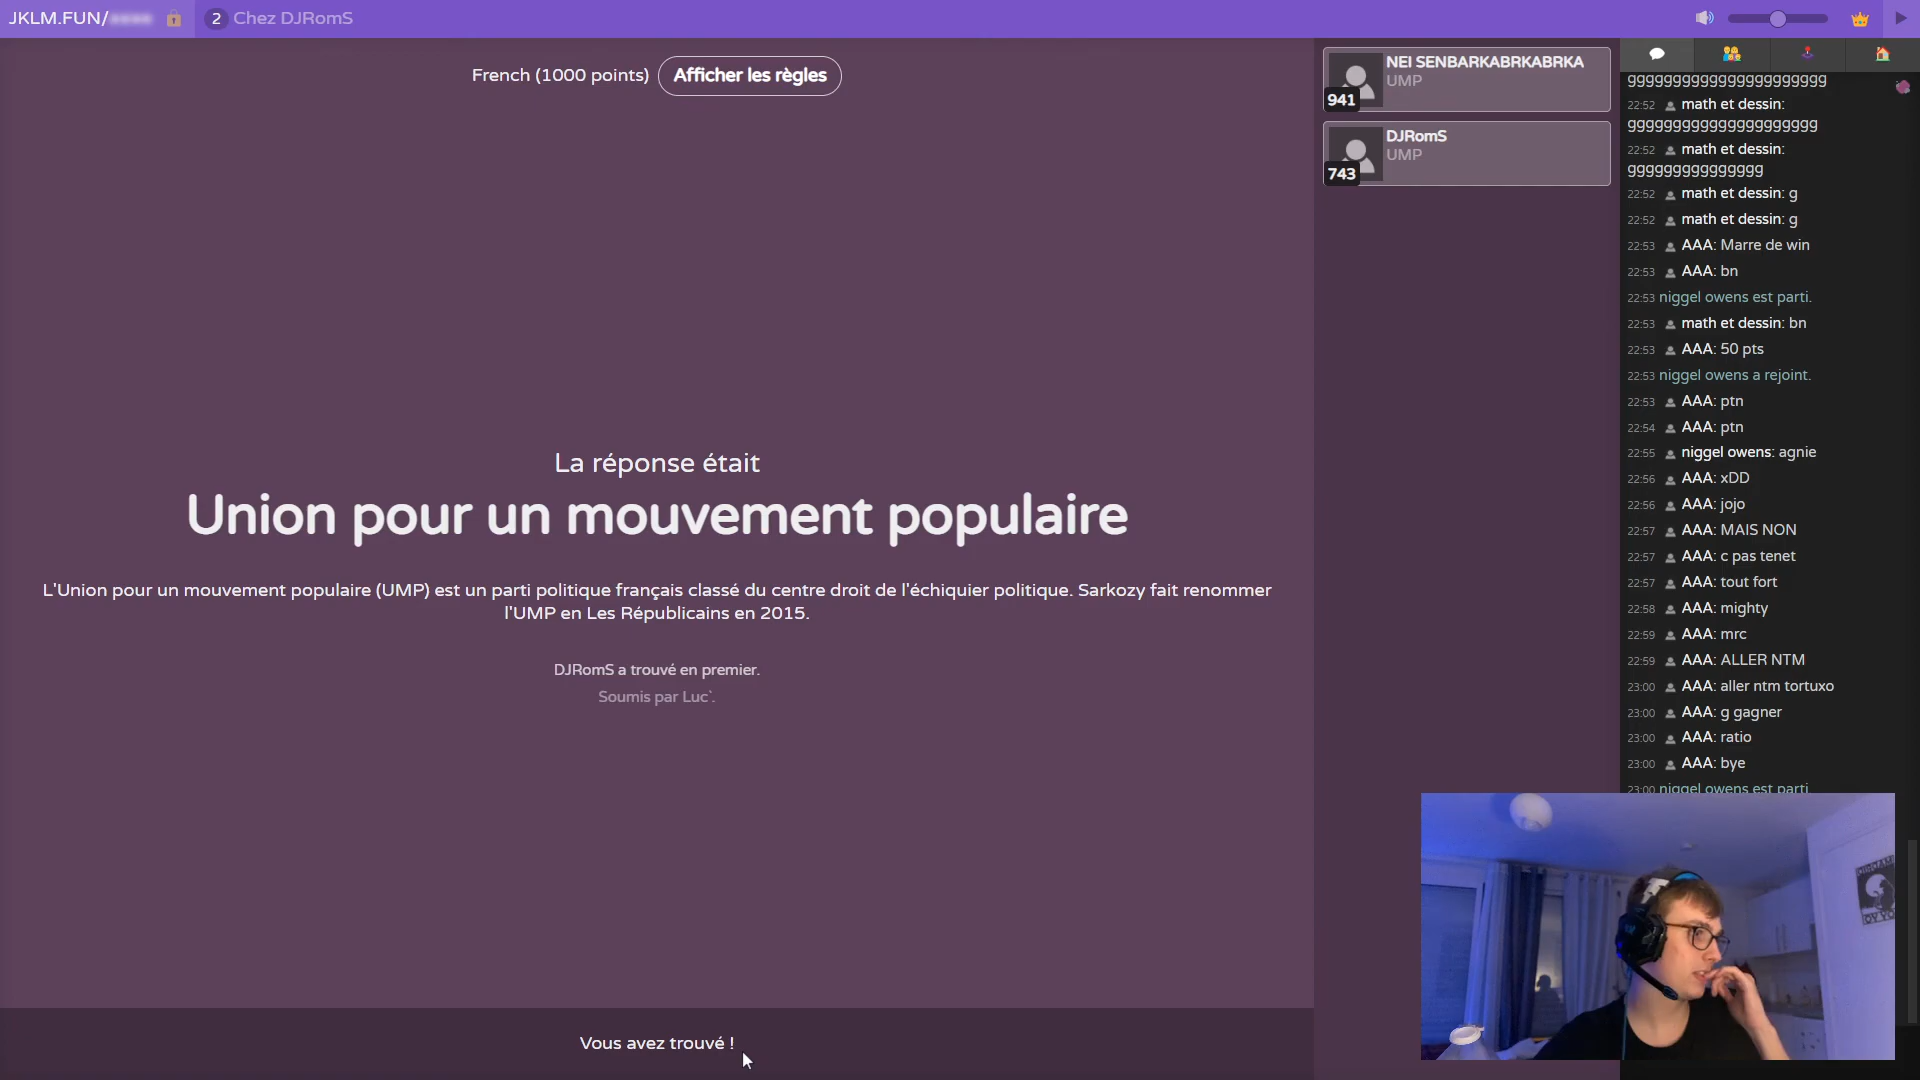 JKLM.FUN/
2 Chez DJRomS
French (1000 points)
Afficher les règles
La réponse était
Union pour un mouvement populaire
L'Union pour un mouvement populaire (UMP) est un parti politique français classé du centre droit de l'échiquier politique. Sarkozy fait renommer
l'UMP en Les Républicains en 2015.
DJRomS a trouvé en premier.
Soumis par Luc`.
Vous avez trouvé !
NEI SENBARKABRKABRKA
UMP
941
DJRomS
UMP
743
gggggggggggggggggggggg
22:52 math et dessin:
ggggggggggggggggggggg
22:52 math et dessin:
ggggggggggggggg
22:52 math et dessin: g
22:52 math et dessin: g
22:53 AAA: Marre de win
22:53 AAA: bn
22:53 niggel owens est parti.
22:53 math et dessin: bn
22:53 AAA: 50 pts
22:53 niggel owens a rejoint.
22:53 AAA: ptn
22:54 AAA: ptn
22:55 niggel owens: agnie
22:56 AAA: xDD
22:56 AAA: jojo
22:57 AAA: MAIS NON
22:57 AAA: c pas tenet
22:57 AAA: tout fort
22:58 AAA: mighty
22:59 AAA: mrc
22:59 AAA: ALLER NTM
23:00 AAA: aller ntm tortuxo
23:00 AAA: g gagner
23:00 AAA: ratio
23:00 AAA: bye
23:00 niggel owens est parti.